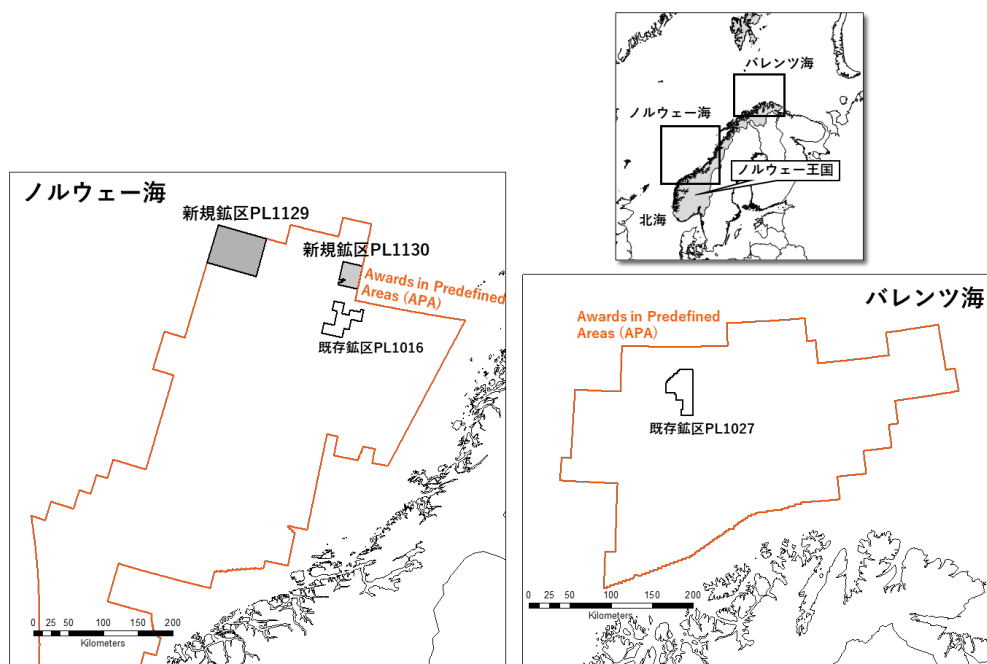 バレンツ海
ノルウェー海
ノルウェー王国
北海
ノルウェー海
新規鉱区PL1129
新規鉱区PL1130
Awards in Predefined
Areas (APA)
既存鉱区PL1016
0 25 50 100 150 200
Kilometers
バレンツ海
Awards in Predefined
Areas (APA)
既存鉱区PL1027
0 25 50 100 150 200
Kilometers